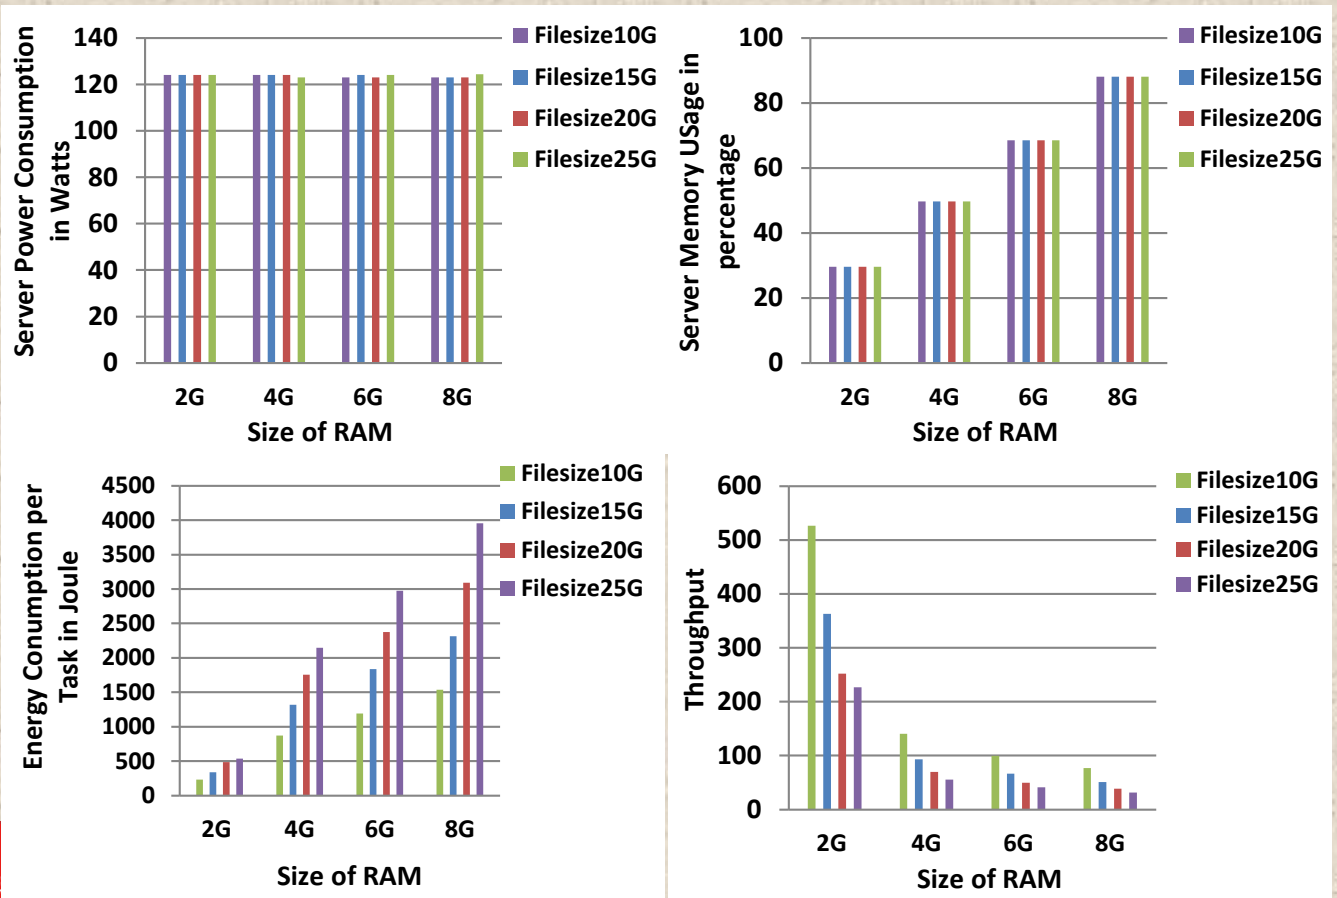 Server Power Consumption
in Watts
140
120
100
80
60
40
20
0
2G 4G 6G 8G
Size of RAM
Filesize10G
Filesize15G
Filesize20G
Filesize25G
Server Memory USage in
percentage
100
80
60
40
20
0
2G 4G 6G 8G
Size of RAM
Filesize10G
Filesize15G
Filesize20G
Filesize25G
Energy Conumption per
Task in Joule
4500
4000
3500
3000
2500
2000
1500
1000
500
0
2G 4G 6G 8G
Size of RAM
Filesize10G
Filesize15G
Filesize20G
Filesize25G
Throughput
600
500
400
300
200
100
0
2G 4G 6G 8G
Size of RAM
Filesize10G
Filesize15G
Filesize20G
Filesize25G